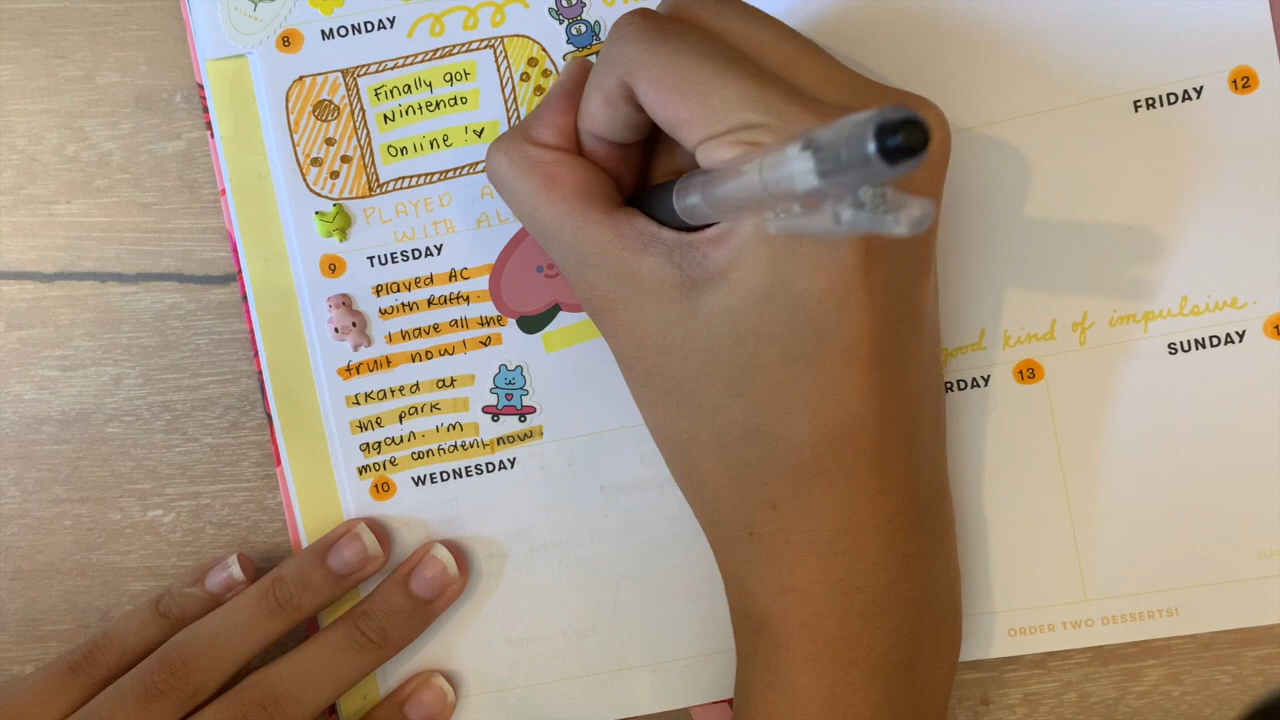 8 MONDAY
Finally got
Nintendo
Online !
PLAYED A
WITH AL
9 TUESDAY
played AC
with Raffy.
I have all the
fruit now!
skated at
the park
again. I'm
more confident now.
10 WEDNESDAY
FRIDAY 12
good kind of impulsive.
RDAY 13
SUNDAY 1
ORDER TWO DESSERTS!